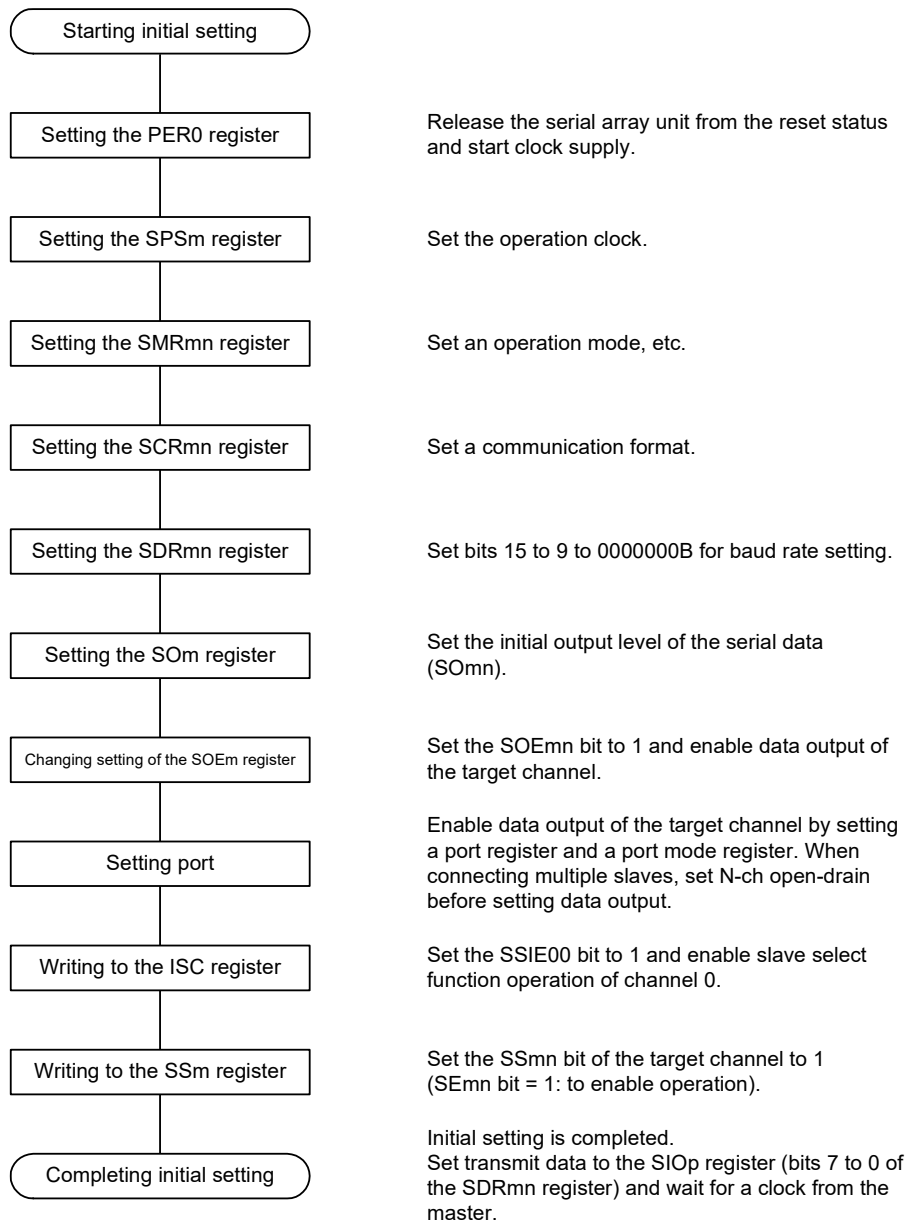 Starting initial setting
Setting the PER0 register
Release the serial array unit from the reset status
and start clock supply.
Setting the SPSm register
Set the operation clock.
Setting the SMRmn register
Set an operation mode, etc.
Setting the SCRmn register
Set a communication format.
Setting the SDRmn register
Set bits 15 to 9 to 0000000B for baud rate setting.
Setting the SOm register
Set the initial output level of the serial data
(SOmn).
Changing setting of the SOEm register
Set the SOEmn bit to 1 and enable data output of
the target channel.
Setting port
Enable data output of the target channel by setting
a port register and a port mode register. When
connecting multiple slaves, set N-ch open-drain
before setting data output.
Writing to the ISC register
Set the SSIE00 bit to 1 and enable slave select
function operation of channel 0.
Writing to the SSm register
Set the SSmn bit of the target channel to 1
(SEmn bit = 1: to enable operation).
Completing initial setting
Initial setting is completed.
Set transmit data to the SIOp register (bits 7 to 0 of
the SDRmn register) and wait for a clock from the
master.